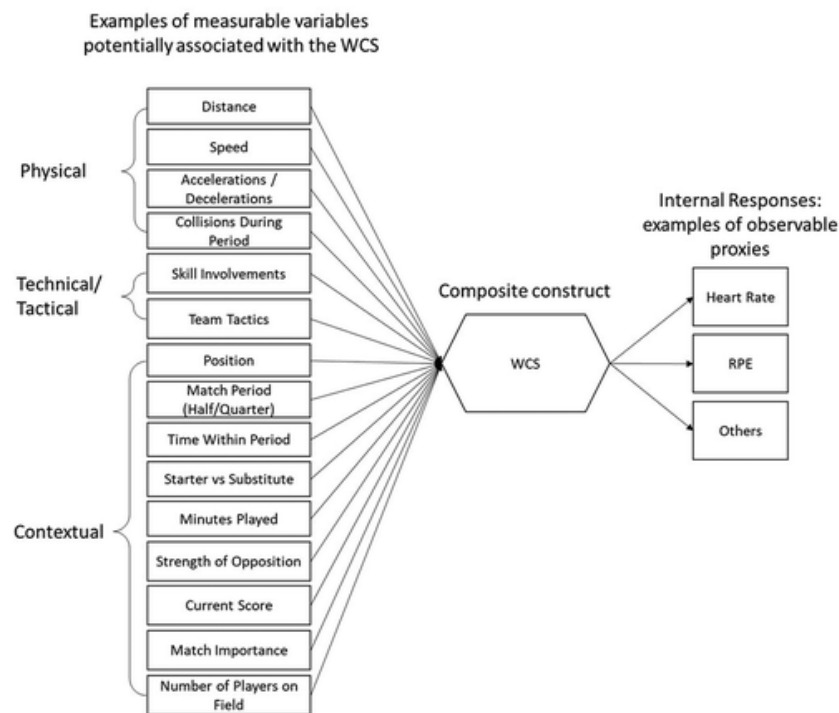 Examples of measurable variables
potentially associated with the WCS
Physical
Distance
Speed
Accelerations /
Decelerations
Collisions During
Period
Technical/
Tactical
Skill Involvements
Team Tactics
Contextual
Position
Match Period
(Half/Quarter)
Time Within Period
Starter vs Substitute
Minutes Played
Strength of Opposition
Current Score
Match Importance
Number of Players on
Field
Composite construct
WCS
Internal Responses:
examples of observable
proxies
Heart Rate
RPE
Others